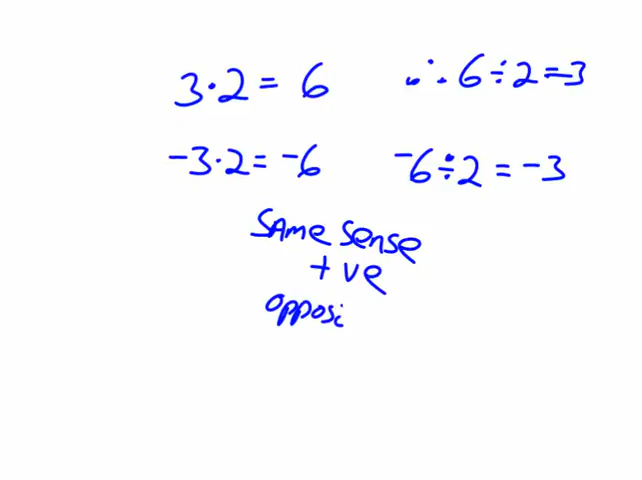 3·2 = 6 ∴ 6÷2=3
-3·2= -6 -6÷2 = -3
same sense
+ ve
opposi